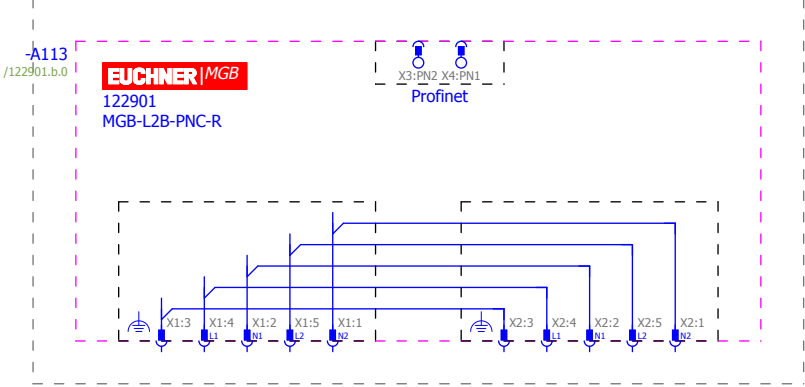 -A113
/122901.b.0
EUCHNER|MGB
122901
MGB-L2B-PNC-R
X3:PN2 X4:PN1
Profinet
X1:3 X1:4 X1:2 X1:5 X1:1 X2:3 X2:4 X2:2 X2:5 X2:1
L1 N1 L2 N2 L1 N1 L2 N2